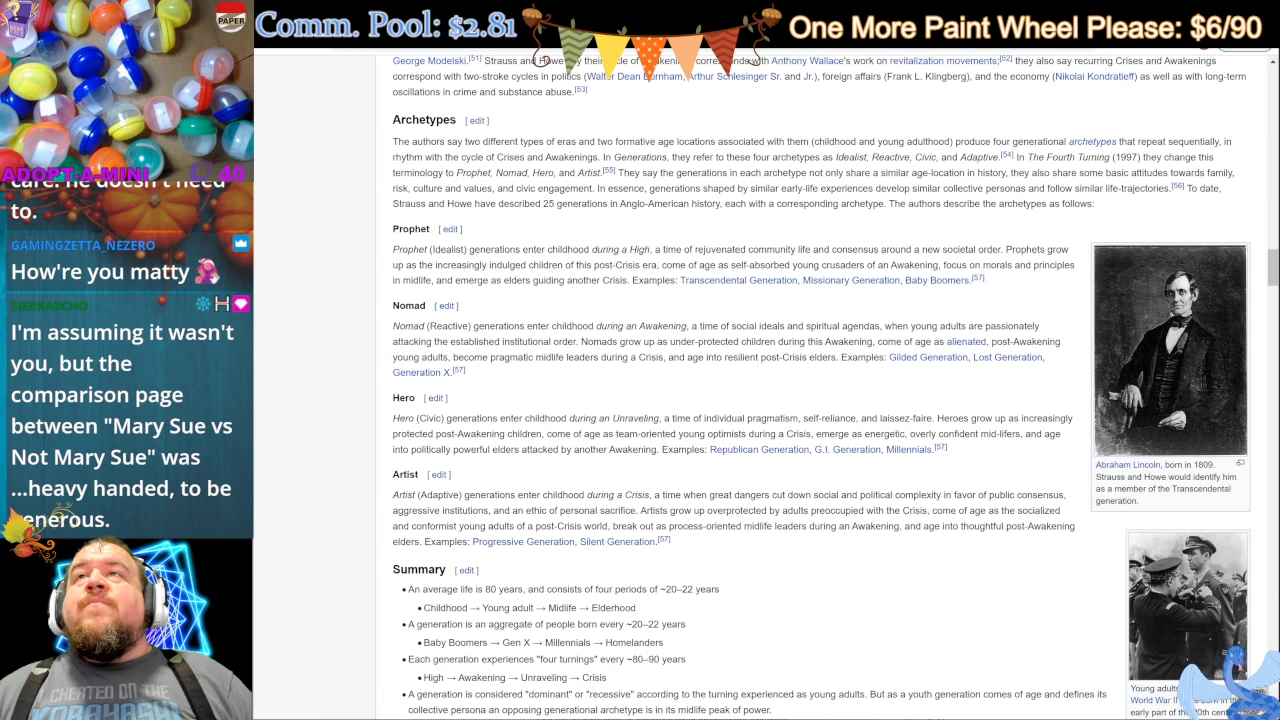 MM
PAPER
Comm. Pool: $2.81
One More Paint Wheel Please: $6/90
ADOPT-A-MINI 40
care. he doesn't need
to.
GAMINGZETTA_NEZERO
How're you matty
SIERRAECHO
I'm assuming it wasn't
you, but the
comparison page
between "Mary Sue vs
Not Mary Sue" was
...heavy handed, to be
generous.
CHEATED ON THE
KOBAYASHI
George Modelski.[51] Strauss and Howe say their cycle of Awakenings corresponds with Anthony Wallace's work on revitalization movements;[52] they also say recurring Crises and Awakenings
correspond with two-stroke cycles in politics (Walter Dean Burnham, Arthur Schlesinger Sr. and Jr.), foreign affairs (Frank L. Klingberg), and the economy (Nikolai Kondratieff) as well as with long-term
oscillations in crime and substance abuse.[53]
Archetypes [ edit ]
The authors say two different types of eras and two formative age locations associated with them (childhood and young adulthood) produce four generational archetypes that repeat sequentially, in
rhythm with the cycle of Crises and Awakenings. In Generations, they refer to these four archetypes as Idealist, Reactive, Civic, and Adaptive.[54] In The Fourth Turning (1997) they change this
terminology to Prophet, Nomad, Hero, and Artist.[55] They say the generations in each archetype not only share a similar age-location in history, they also share some basic attitudes towards family,
risk, culture and values, and civic engagement. In essence, generations shaped by similar early-life experiences develop similar collective personas and follow similar life-trajectories.[56] To date,
Strauss and Howe have described 25 generations in Anglo-American history, each with a corresponding archetype. The authors describe the archetypes as follows:
Prophet [ edit ]
Prophet (Idealist) generations enter childhood during a High, a time of rejuvenated community life and consensus around a new societal order. Prophets grow
up as the increasingly indulged children of this post-Crisis era, come of age as self-absorbed young crusaders of an Awakening, focus on morals and principles
in midlife, and emerge as elders guiding another Crisis. Examples: Transcendental Generation, Missionary Generation, Baby Boomers.[57]
Nomad [ edit ]
Nomad (Reactive) generations enter childhood during an Awakening, a time of social ideals and spiritual agendas, when young adults are passionately
attacking the established institutional order. Nomads grow up as under-protected children during this Awakening, come of age as alienated, post-Awakening
young adults, become pragmatic midlife leaders during a Crisis, and age into resilient post-Crisis elders. Examples: Gilded Generation, Lost Generation,
Generation X.[57]
Hero [ edit ]
Hero (Civic) generations enter childhood during an Unraveling, a time of individual pragmatism, self-reliance, and laissez-faire. Heroes grow up as increasingly
protected post-Awakening children, come of age as team-oriented young optimists during a Crisis, emerge as energetic, overly confident mid-lifers, and age
into politically powerful elders attacked by another Awakening. Examples: Republican Generation, G.I. Generation, Millennials.[57]
Artist [ edit ]
Artist (Adaptive) generations enter childhood during a Crisis, a time when great dangers cut down social and political complexity in favor of public consensus,
aggressive institutions, and an ethic of personal sacrifice. Artists grow up overprotected by adults preoccupied with the Crisis, come of age as the socialized
and conformist young adults of a post-Crisis world, break out as process-oriented midlife leaders during an Awakening, and age into thoughtful post-Awakening
elders. Examples: Progressive Generation, Silent Generation.[57]
Summary [ edit ]
• An average life is 80 years, and consists of four periods of ~20–22 years
• Childhood → Young adult → Midlife → Elderhood
• A generation is an aggregate of people born every ~20–22 years
• Baby Boomers → Gen X → Millennials → Homelanders
• Each generation experiences "four turnings" every ~80–90 years
• High → Awakening → Unraveling → Crisis
• A generation is considered "dominant" or "recessive" according to the turning experienced as young adults. But as a youth generation comes of age and defines its
collective persona an opposing generational archetype is in its midlife peak of power.
Abraham Lincoln, born in 1809.
Strauss and Howe would identify him
as a member of the Transcendental
generation.
Young adults
World War II
early part of the 20th